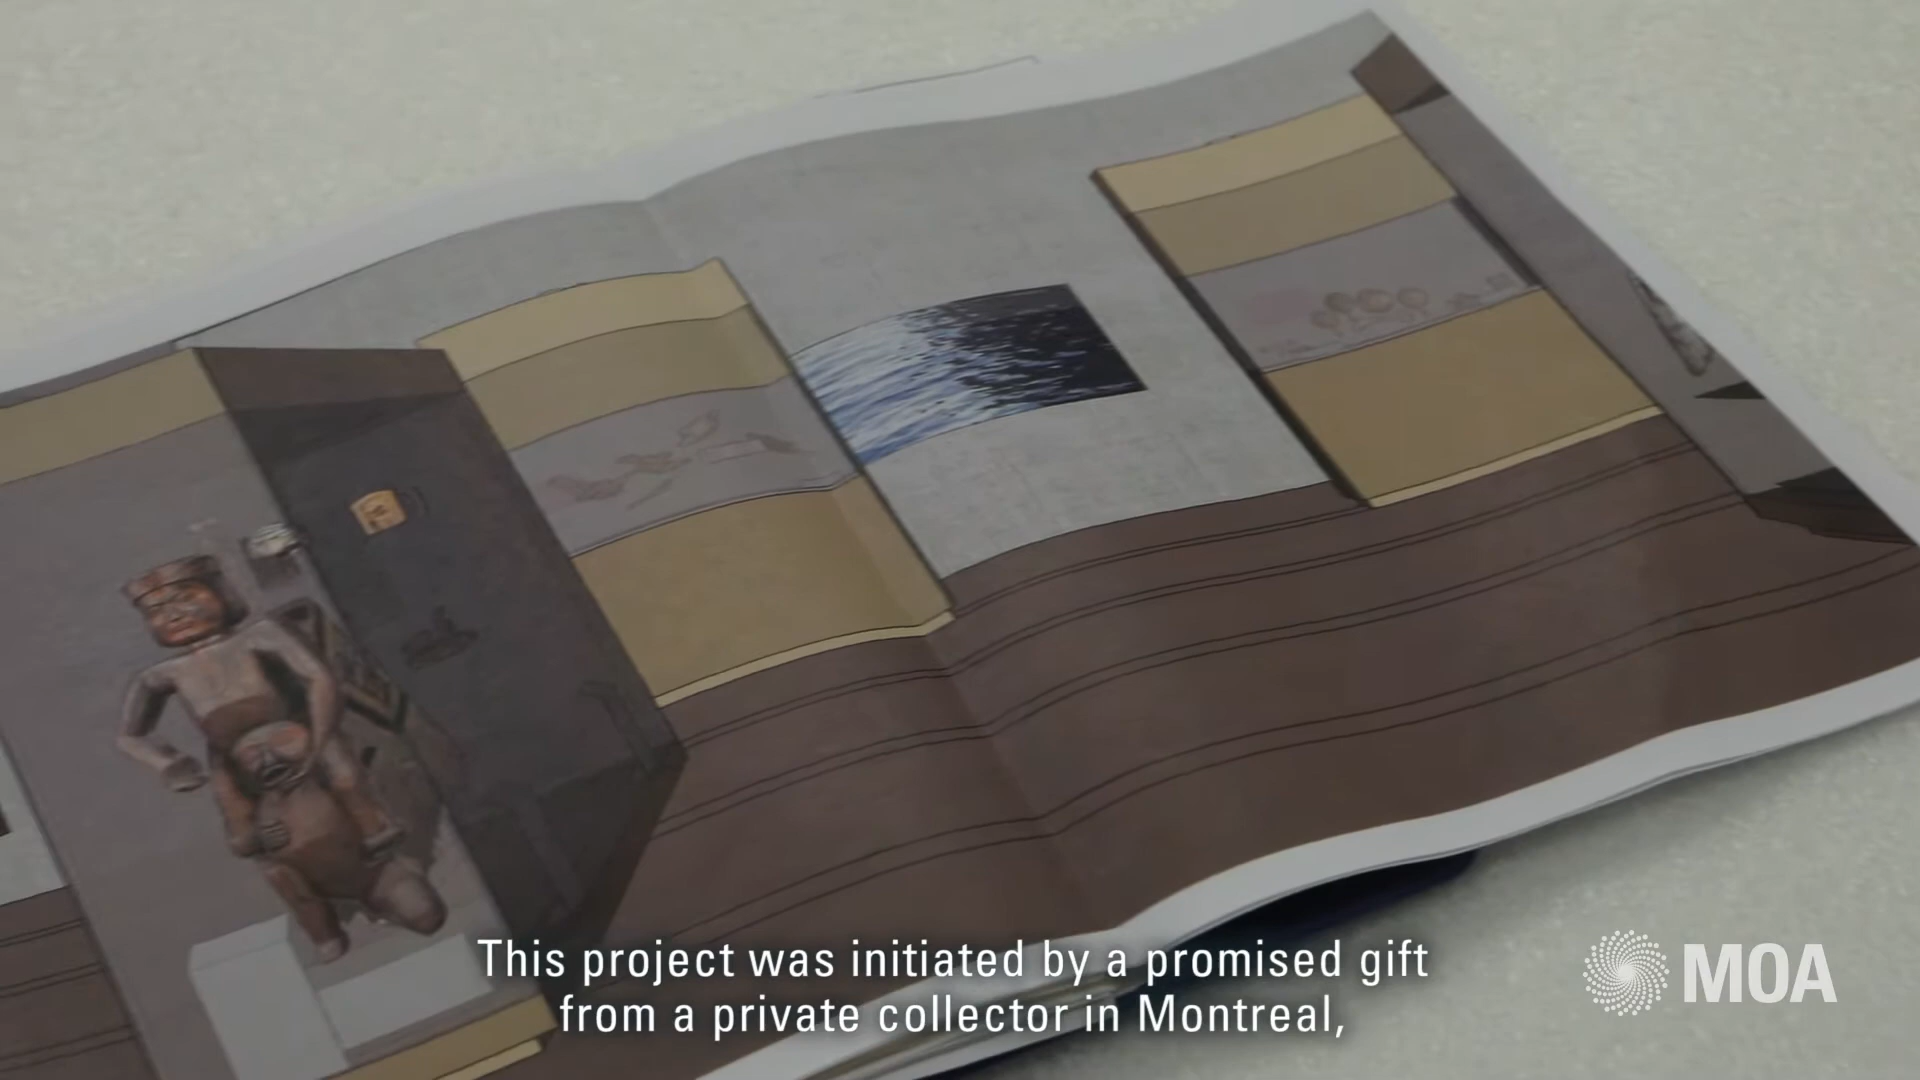 This project was initiated by a promised gift
from a private collector in Montreal,
MOA